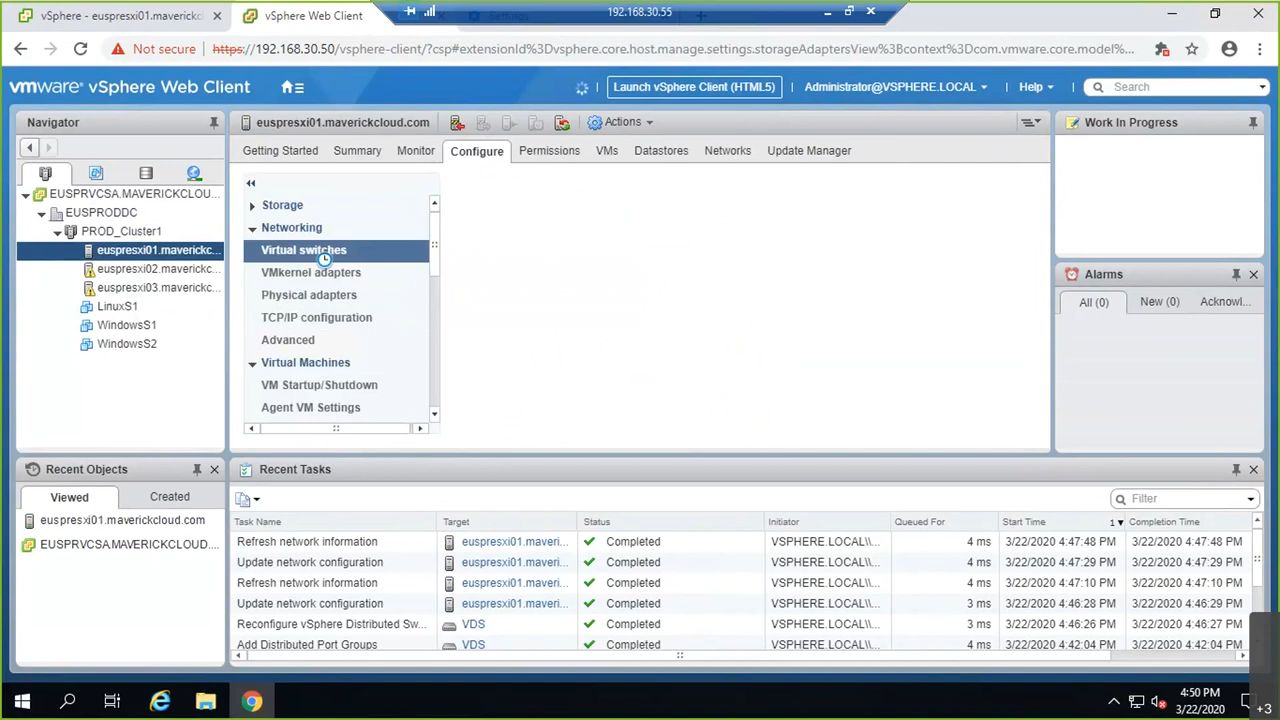 vSphere - euspresxi01.maverick
vSphere Web Client
Settings
192.168.30.55
Not secure
https://192.168.30.50/vsphere-client/?csp#extensionId%3Dvsphere.core.host.manage.settings.storageAdaptersView%3Bcontext%3Dcom.vmware.core.model%...
vmware® vSphere Web Client
Launch vSphere Client (HTML5)
Administrator@VSPHERE.LOCAL
Help
Search
Navigator
euspresxi01.maverickcloud.com
Actions
Work In Progress
Getting Started
Summary
Monitor
Configure
Permissions
VMs
Datastores
Networks
Update Manager
EUSPRVCSA.MAVERICKCLOU...
EUSPRODDC
PROD_Cluster1
euspresxi01.maverickc...
euspresxi02.maverickc...
euspresxi03.maverickc...
LinuxS1
WindowsS1
WindowsS2
Storage
Networking
Virtual switches
VMkernel adapters
Physical adapters
TCP/IP configuration
Advanced
Virtual Machines
VM Startup/Shutdown
Agent VM Settings
Alarms
All (0)
New (0)
Acknowl...
Recent Objects
Viewed
Created
euspresxi01.maverickcloud.com
EUSPRVCSA.MAVERICKCLOUD....
Recent Tasks
Filter
Task Name Target Status Initiator Queued For Start Time 1 Completion Time
Refresh network information euspresxi01.maveri... Completed VSPHERE.LOCAL\\... 4 ms 3/22/2020 4:47:48 PM 3/22/2020 4:47:48 PM
Update network configuration euspresxi01.maveri... Completed VSPHERE.LOCAL\\... 4 ms 3/22/2020 4:47:29 PM 3/22/2020 4:47:29 PM
Refresh network information euspresxi01.maveri... Completed VSPHERE.LOCAL\\... 4 ms 3/22/2020 4:47:10 PM 3/22/2020 4:47:10 PM
Update network configuration euspresxi01.maveri... Completed VSPHERE.LOCAL\\... 3 ms 3/22/2020 4:46:28 PM 3/22/2020 4:46:29 PM
Reconfigure vSphere Distributed Sw... VDS Completed VSPHERE.LOCAL\\... 3 ms 3/22/2020 4:46:26 PM 3/22/2020 4:46:27 PM
Add Distributed Port Groups VDS Completed VSPHERE.LOCAL\\... 4 ms 3/22/2020 4:42:04 PM 3/22/2020 4:42:04 PM
4:50 PM
3/22/2020
+3